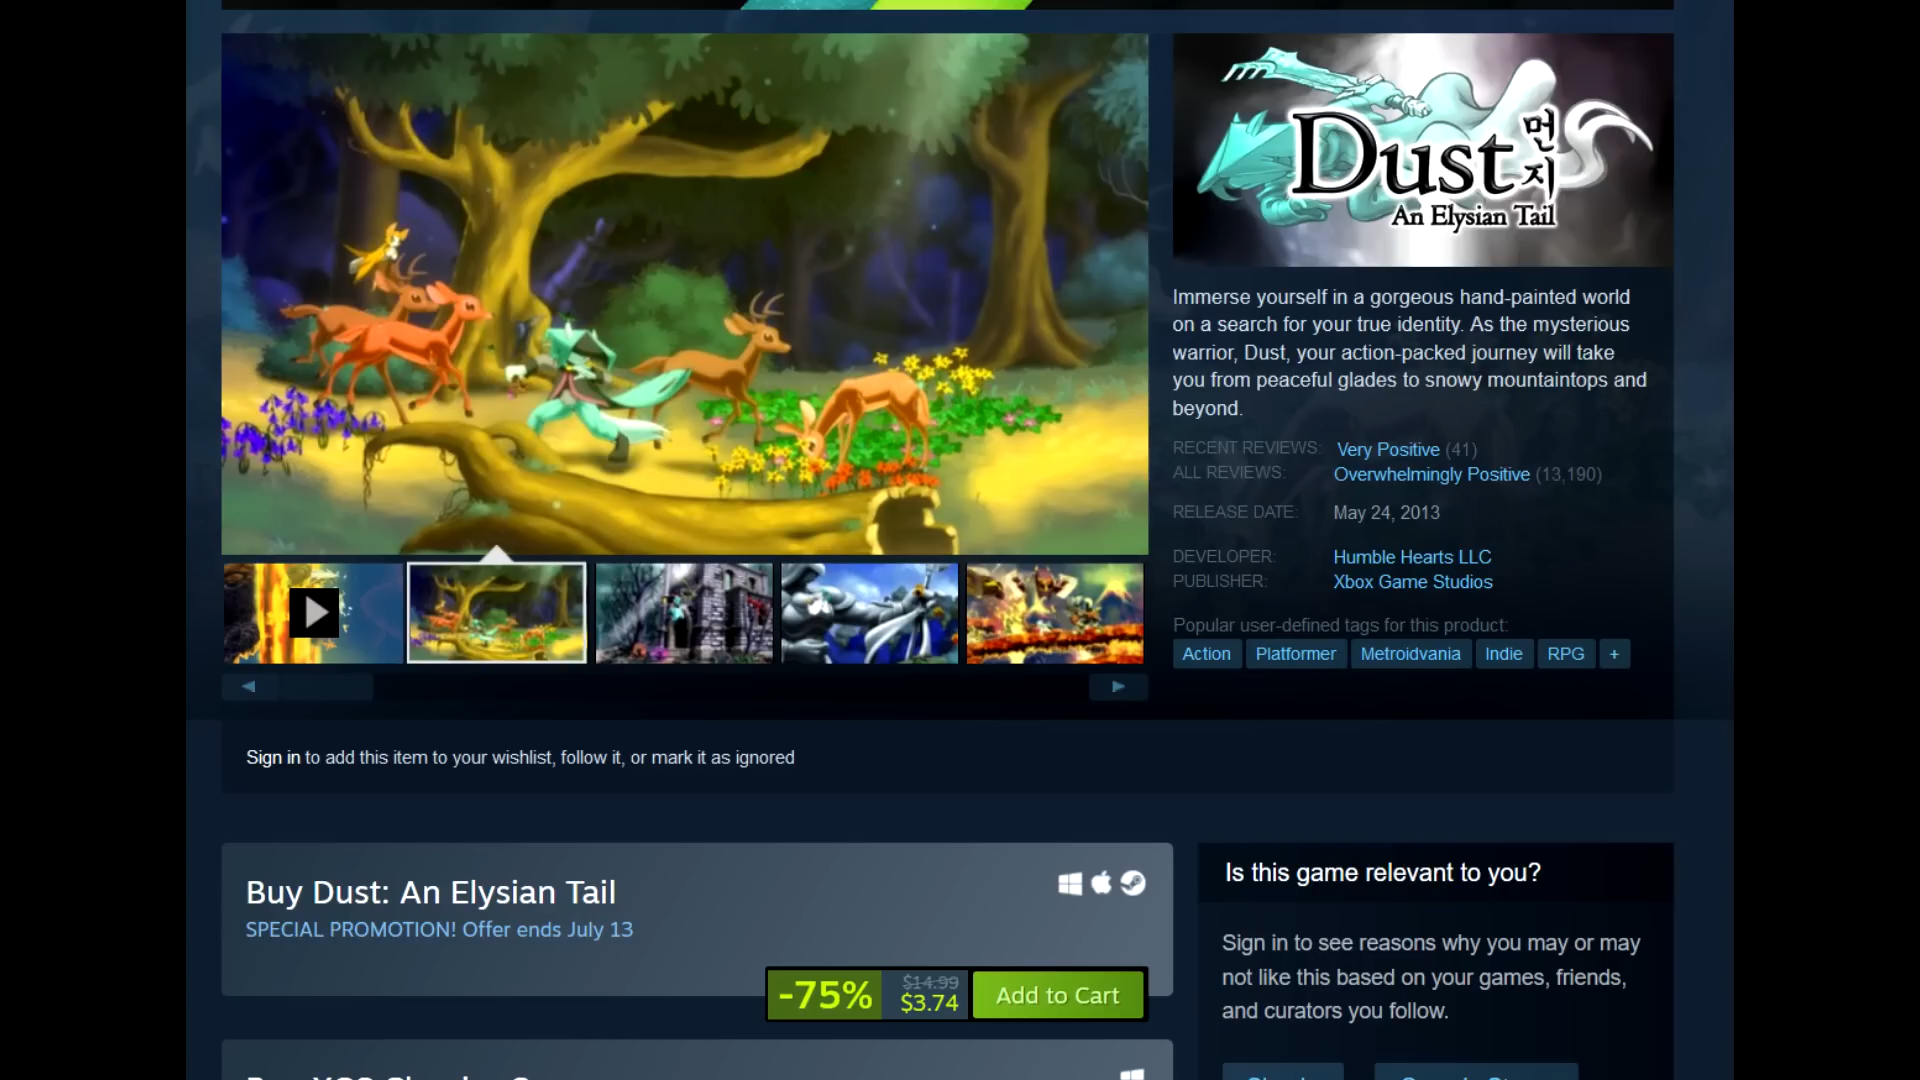 Dust 먼지
An Elysian Tail
Immerse yourself in a gorgeous hand-painted world
on a search for your true identity. As the mysterious
warrior, Dust, your action-packed journey will take
you from peaceful glades to snowy mountaintops and
beyond.
RECENT REVIEWS: Very Positive (41)
ALL REVIEWS: Overwhelmingly Positive (13,190)
RELEASE DATE: May 24, 2013
DEVELOPER: Humble Hearts LLC
PUBLISHER: Xbox Game Studios
Popular user-defined tags for this product:
Action Platformer Metroidvania Indie RPG +
Sign in to add this item to your wishlist, follow it, or mark it as ignored
Buy Dust: An Elysian Tail
SPECIAL PROMOTION! Offer ends July 13
-75% $14.99 $3.74 Add to Cart
Is this game relevant to you?
Sign in to see reasons why you may or may
not like this based on your games, friends,
and curators you follow.